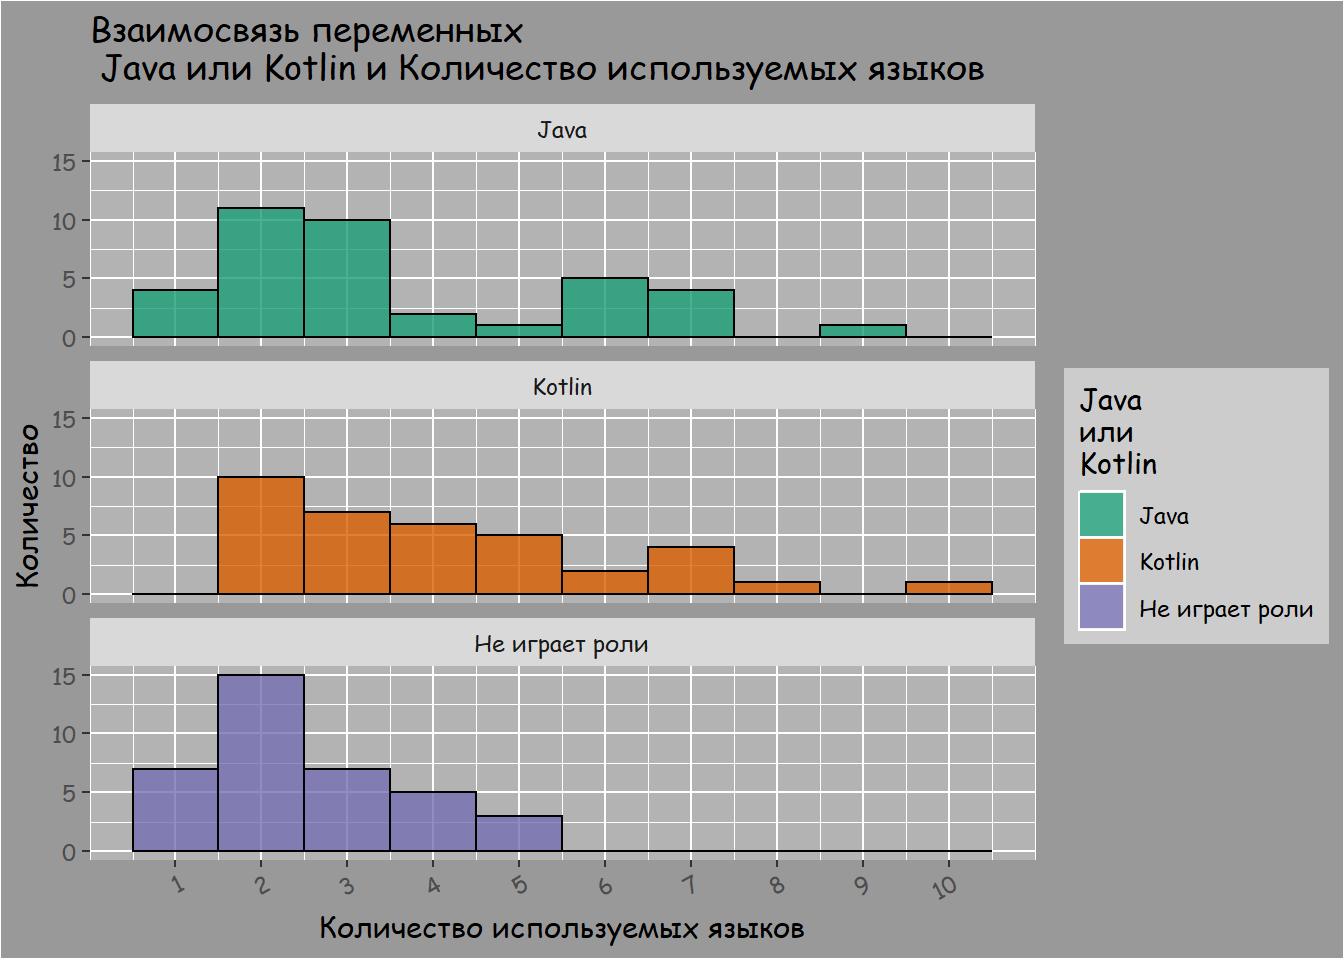 Взаимосвязь переменных
Java или Kotlin и Количество используемых языков
Java
15
10
5
0
Kotlin
15
10
5
0
Не играет роли
15
10
5
0
1 2 3 4 5 6 7 8 9 10
Количество используемых языков
Количество
Java
или
Kotlin
Java
Kotlin
Не играет роли